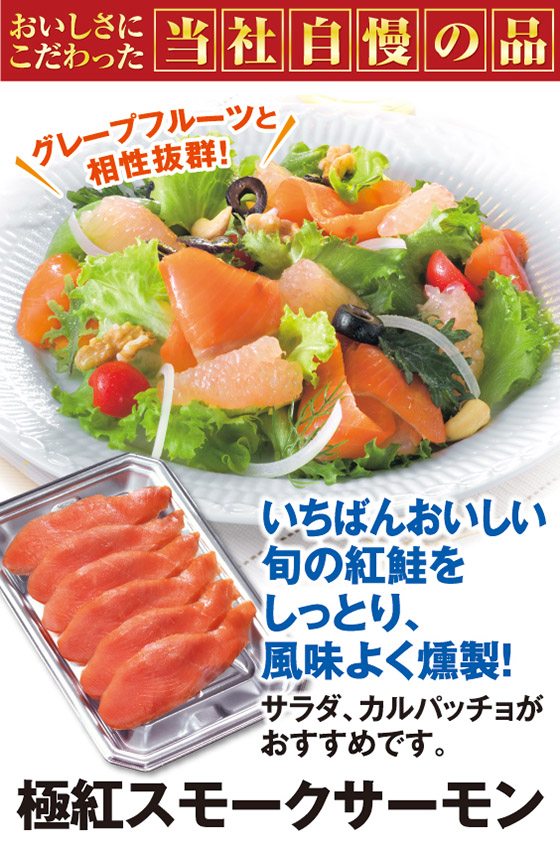 おいしさに
こだわった
当社自慢の品
グレープフルーツと
相性抜群!
いちばんおいしい
旬の紅鮭を
しっとり、
風味よく燻製!
サラダ、カルパッチョが
おすすめです。
極紅スモークサーモン